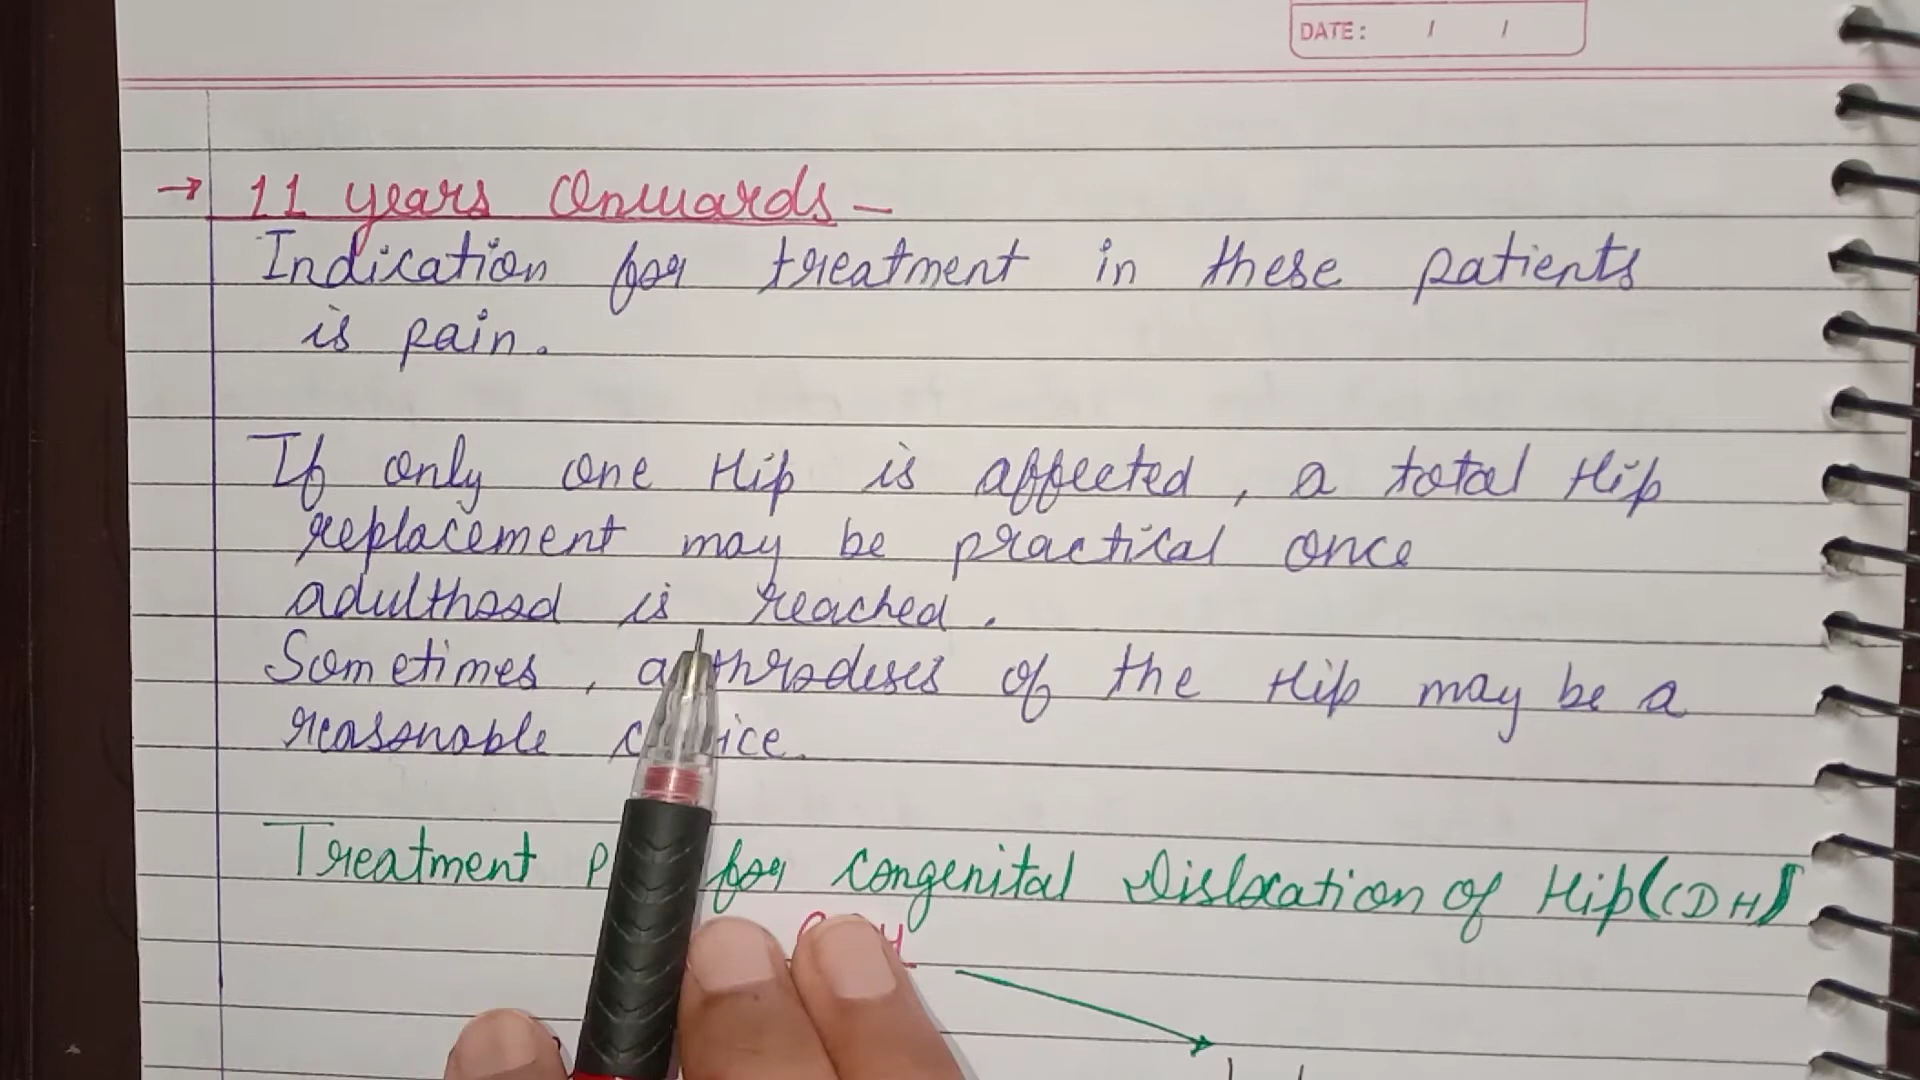 DATE: / /
→ 11 years Onwards –
Indication for treatment in these patients
is pain.
If only one Hip is affected, a total Hip
replacement may be practical once
adulthood is reached.
Sometimes, of the Hip may be a
reasonable
Treatment for Congenital Dislocation of Hip (CDH)